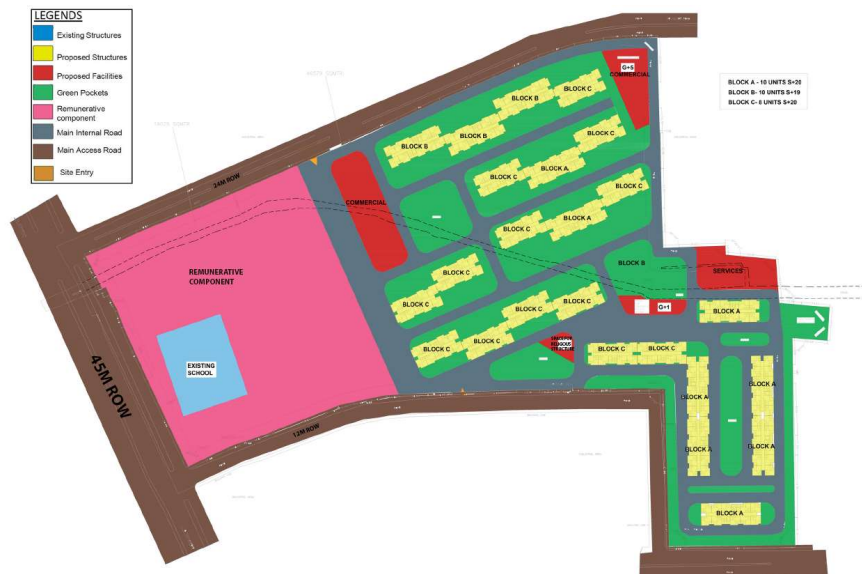 LEGENDS
Existing Structures
Proposed Structures
Proposed Facilities
Green Pockets
Remunerative
component
Main Internal Road
Main Access Road
Site Entry
BLOCK A - 10 UNITS S+20
BLOCK B- 10 UNITS S+19
BLOCK C- 8 UNITS S+20
G+5
COMMERCIAL
BLOCK C
BLOCK B
BLOCK B
BLOCK B
BLOCK C
BLOCK A
BLOCK C
24M ROW
COMMERCIAL
BLOCK C
BLOCK A
BLOCK C
REMUNERATIVE
COMPONENT
BLOCK B
SERVICES
BLOCK C
BLOCK C
BLOCK C
BLOCK C
BLOCK C
BLOCK C
G+1
BLOCK A
RELIGIOUS
STRUCTURE
BLOCK C
BLOCK C
EXISTING
SCHOOL
45M ROW
12M ROW
BLOCK A
BLOCK A
BLOCK A
BLOCK A
BLOCK A